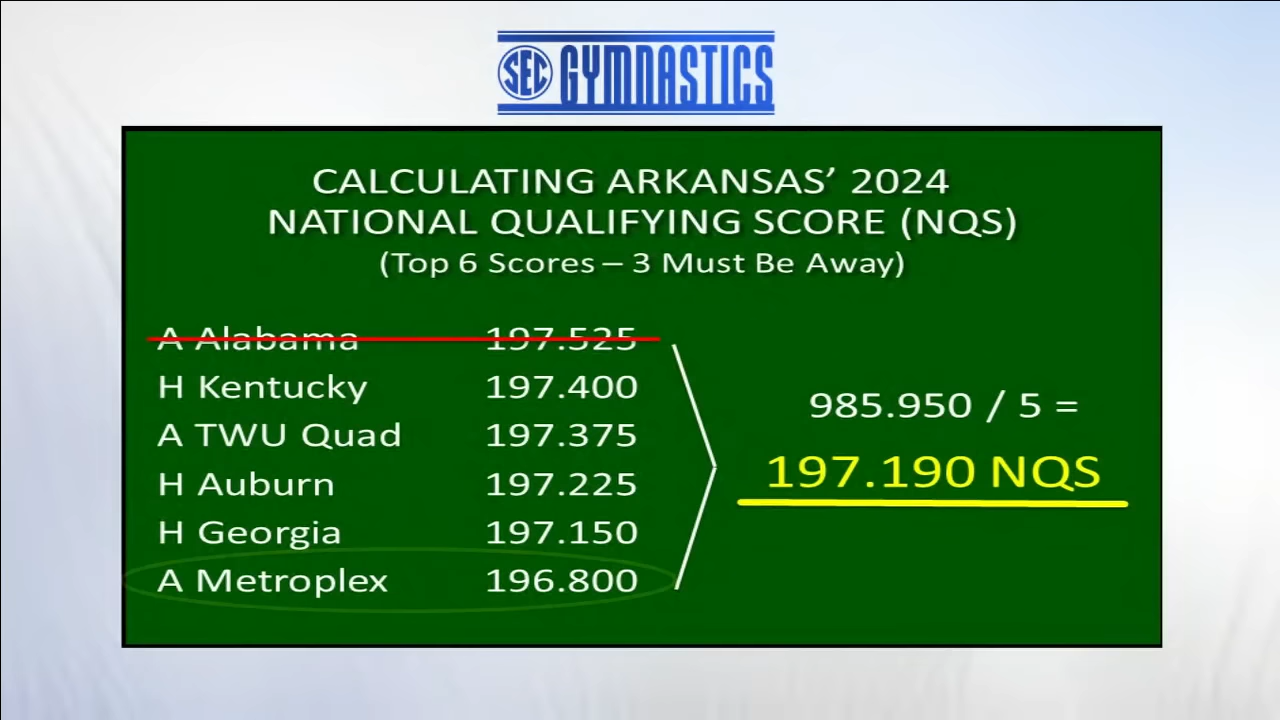 SEC GYMNASTICS
CALCULATING ARKANSAS’ 2024
NATIONAL QUALIFYING SCORE (NQS)
(Top 6 Scores – 3 Must Be Away)
A Alabama 197.525
H Kentucky 197.400
A TWU Quad 197.375
H Auburn 197.225
H Georgia 197.150
A Metroplex 196.800
985.950 / 5 =
197.190 NQS